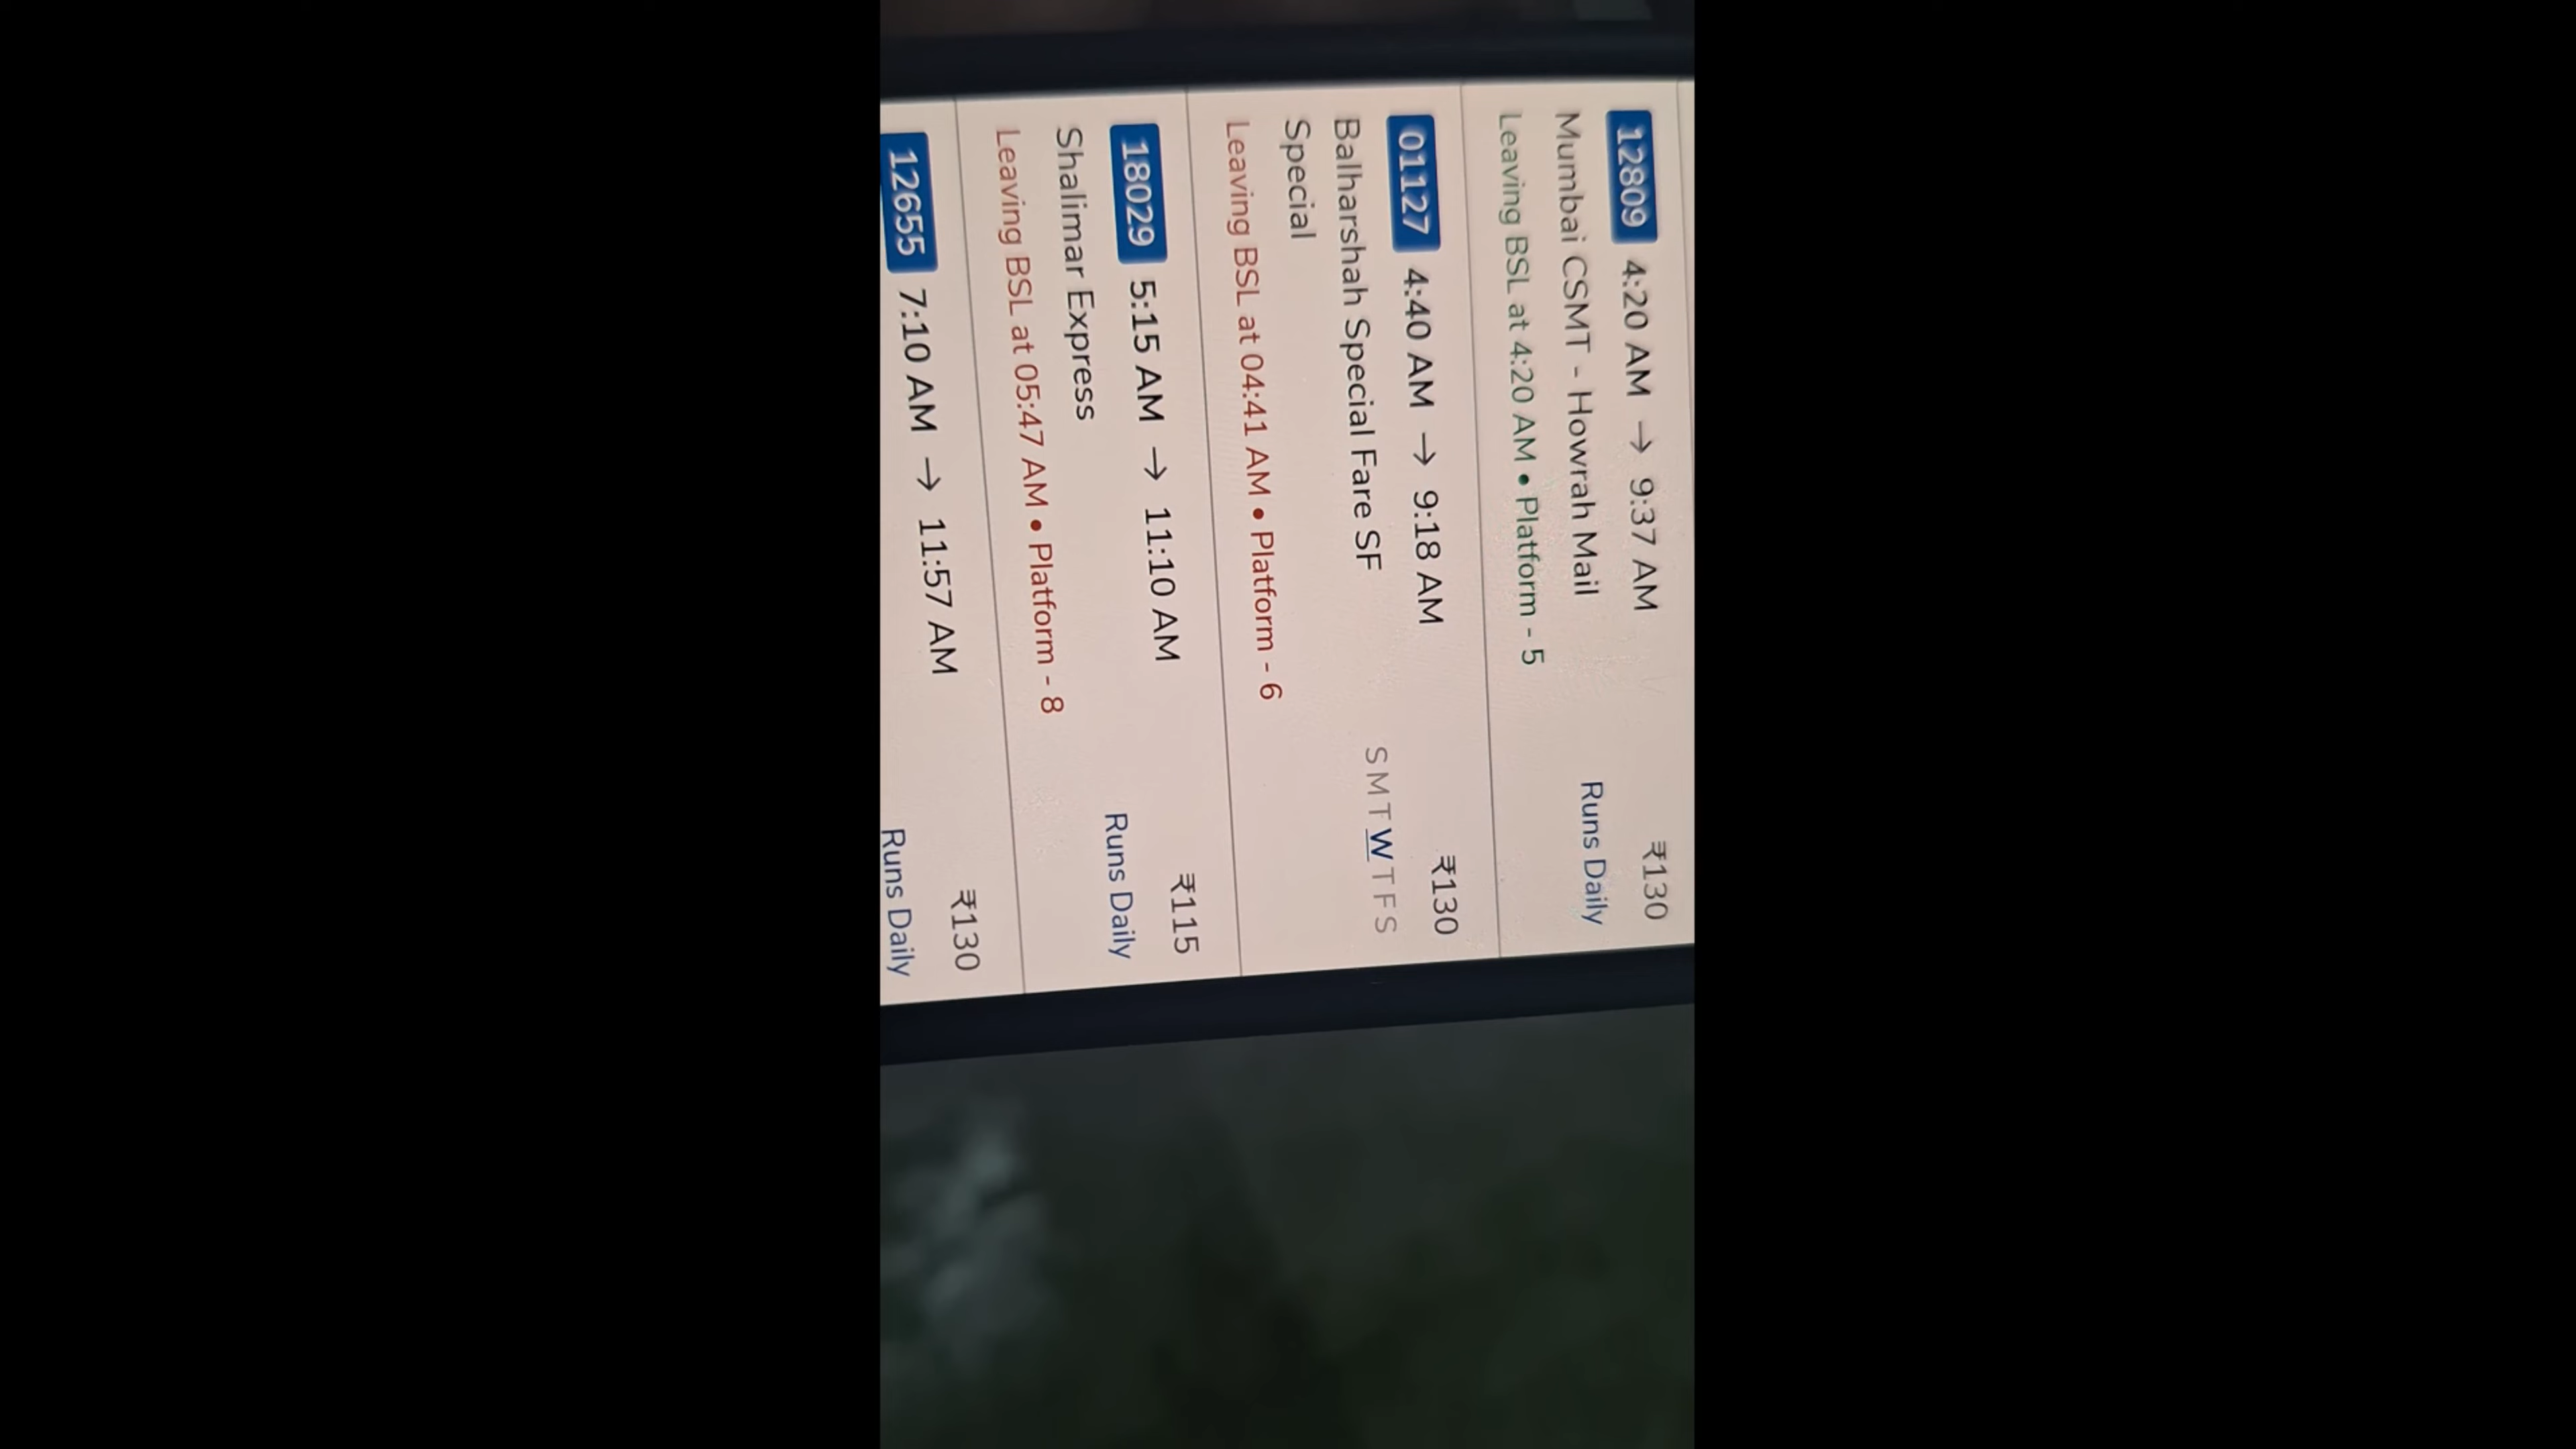 12809 4:20 AM → 9:37 AM ₹130
Mumbai CSMT - Howrah Mail Runs Daily
Leaving BSL at 4:20 AM • Platform - 5
01127 4:40 AM → 9:18 AM ₹130
Balharshah Special Fare SF S M T W T F S
Special
Leaving BSL at 04:41 AM • Platform - 6
18029 5:15 AM → 11:10 AM ₹115
Shalimar Express Runs Daily
Leaving BSL at 05:47 AM • Platform - 8
12655 7:10 AM → 11:57 AM ₹130
Runs Daily